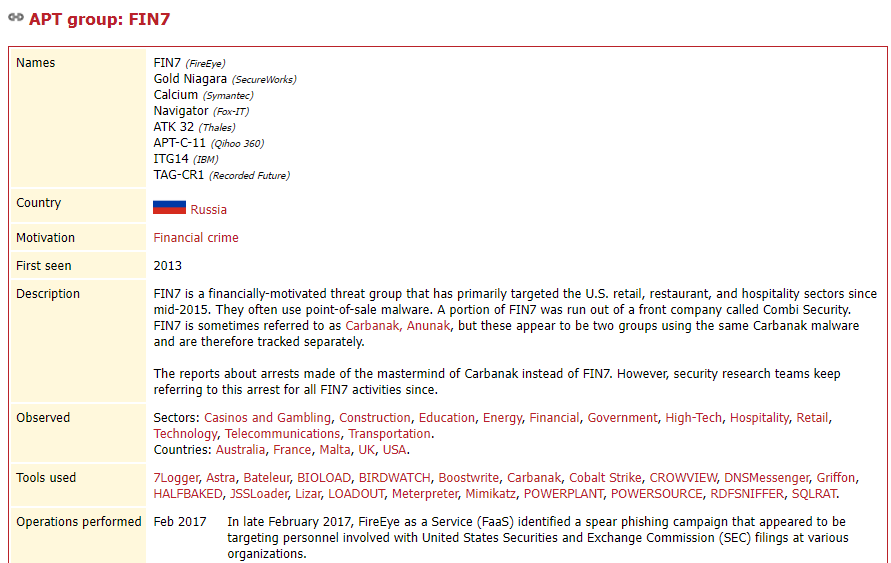 APT group: FIN7
Names
FIN7 (FireEye)
Gold Niagara (SecureWorks)
Calcium (Symantec)
Navigator (Fox-IT)
ATK 32 (Thales)
APT-C-11 (Qihoo 360)
ITG14 (IBM)
TAG-CR1 (Recorded Future)
Country
Russia
Motivation
Financial crime
First seen
2013
Description
FIN7 is a financially-motivated threat group that has primarily targeted the U.S. retail, restaurant, and hospitality sectors since
mid-2015. They often use point-of-sale malware. A portion of FIN7 was run out of a front company called Combi Security.
FIN7 is sometimes referred to as Carbanak, Anunak, but these appear to be two groups using the same Carbanak malware
and are therefore tracked separately.
The reports about arrests made of the mastermind of Carbanak instead of FIN7. However, security research teams keep
referring to this arrest for all FIN7 activities since.
Observed
Sectors: Casinos and Gambling, Construction, Education, Energy, Financial, Government, High-Tech, Hospitality, Retail,
Technology, Telecommunications, Transportation.
Countries: Australia, France, Malta, UK, USA.
Tools used
7Logger, Astra, Bateleur, BIOLOAD, BIRDWATCH, Boostwrite, Carbanak, Cobalt Strike, CROWVIEW, DNSMessenger, Griffon,
HALFBAKED, JSSLoader, Lizar, LOADOUT, Meterpreter, Mimikatz, POWERPLANT, POWERSOURCE, RDFSNIFFER, SQLRAT.
Operations performed
Feb 2017
In late February 2017, FireEye as a Service (FaaS) identified a spear phishing campaign that appeared to be
targeting personnel involved with United States Securities and Exchange Commission (SEC) filings at various
organizations.